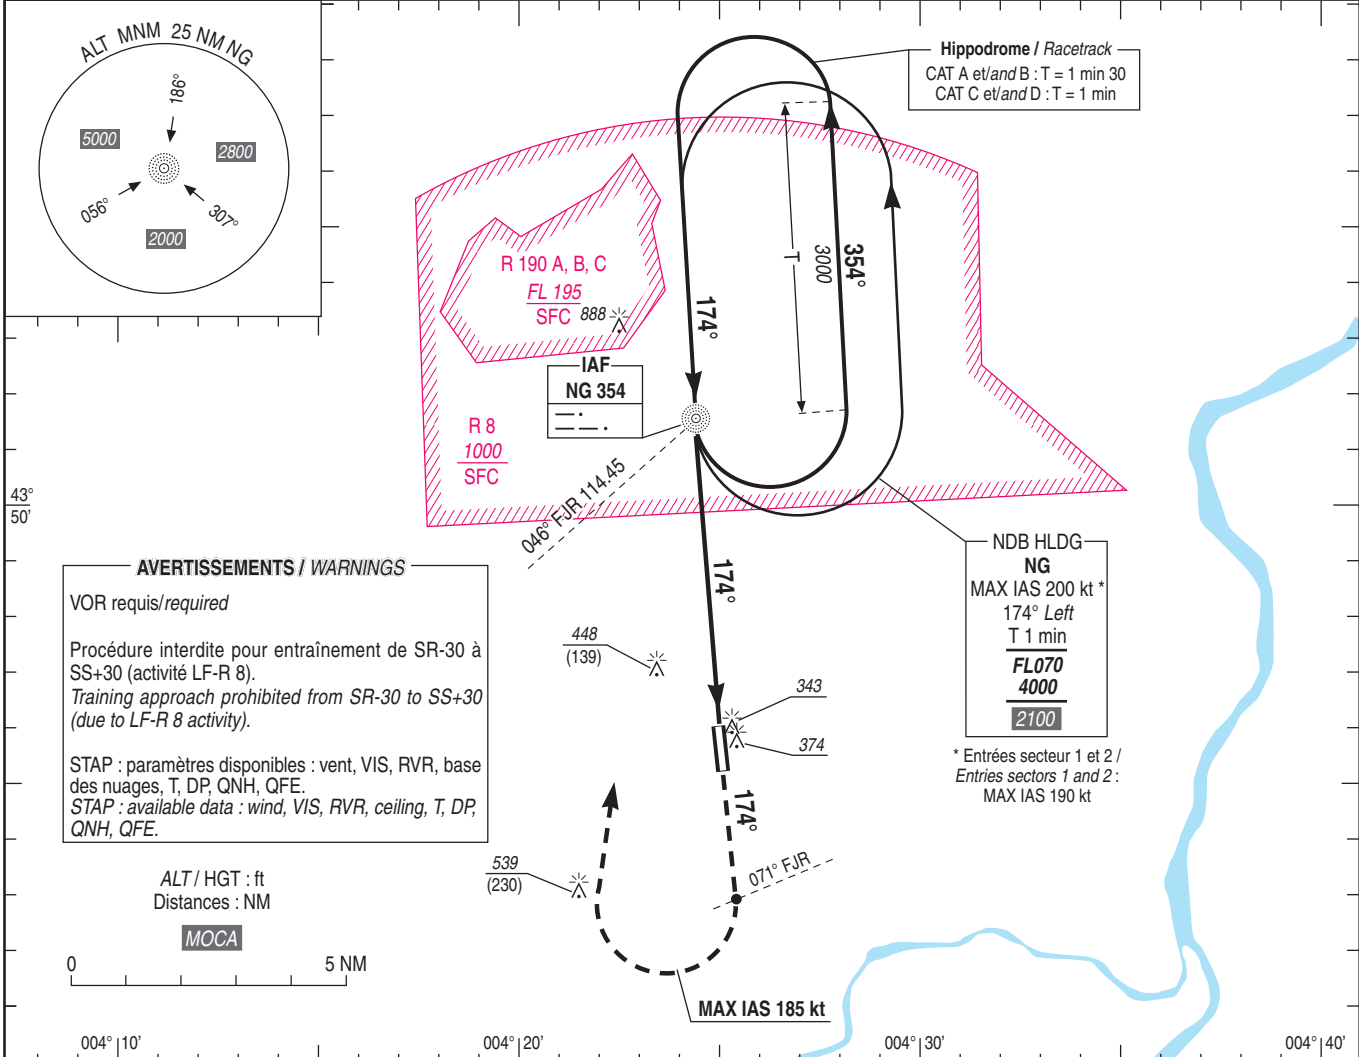 ALT MNM 25 NM NG
186°
5000
2800
056°
307°
2000
Hippodrome / Racetrack
CAT A et/and B : T = 1 min 30
CAT C et/and D : T = 1 min
R 190 A, B, C
FL 195
SFC
888
174°
T
3000
354°
IAF
NG 354
R 8
1000
SFC
046° FJR 114.45
43°
50'
174°
NDB HLDG
NG
MAX IAS 200 kt *
174° Left
T 1 min
FL070
4000
2100
* Entrées secteur 1 et 2 /
Entries sectors 1 and 2 :
MAX IAS 190 kt
AVERTISSEMENTS / WARNINGS
VOR requis/required
Procédure interdite pour entraînement de SR-30 à
SS+30 (activité LF-R 8).
Training approach prohibited from SR-30 to SS+30
(due to LF-R 8 activity).
STAP : paramètres disponibles : vent, VIS, RVR, base
des nuages, T, DP, QNH, QFE.
STAP : available data : wind, VIS, RVR, ceiling, T, DP,
QNH, QFE.
448
(139)
343
374
174°
539
(230)
071° FJR
MAX IAS 185 kt
ALT / HGT : ft
Distances : NM
MOCA
0 5 NM
004° 10' 004° 20' 004° 30' 004° 40'